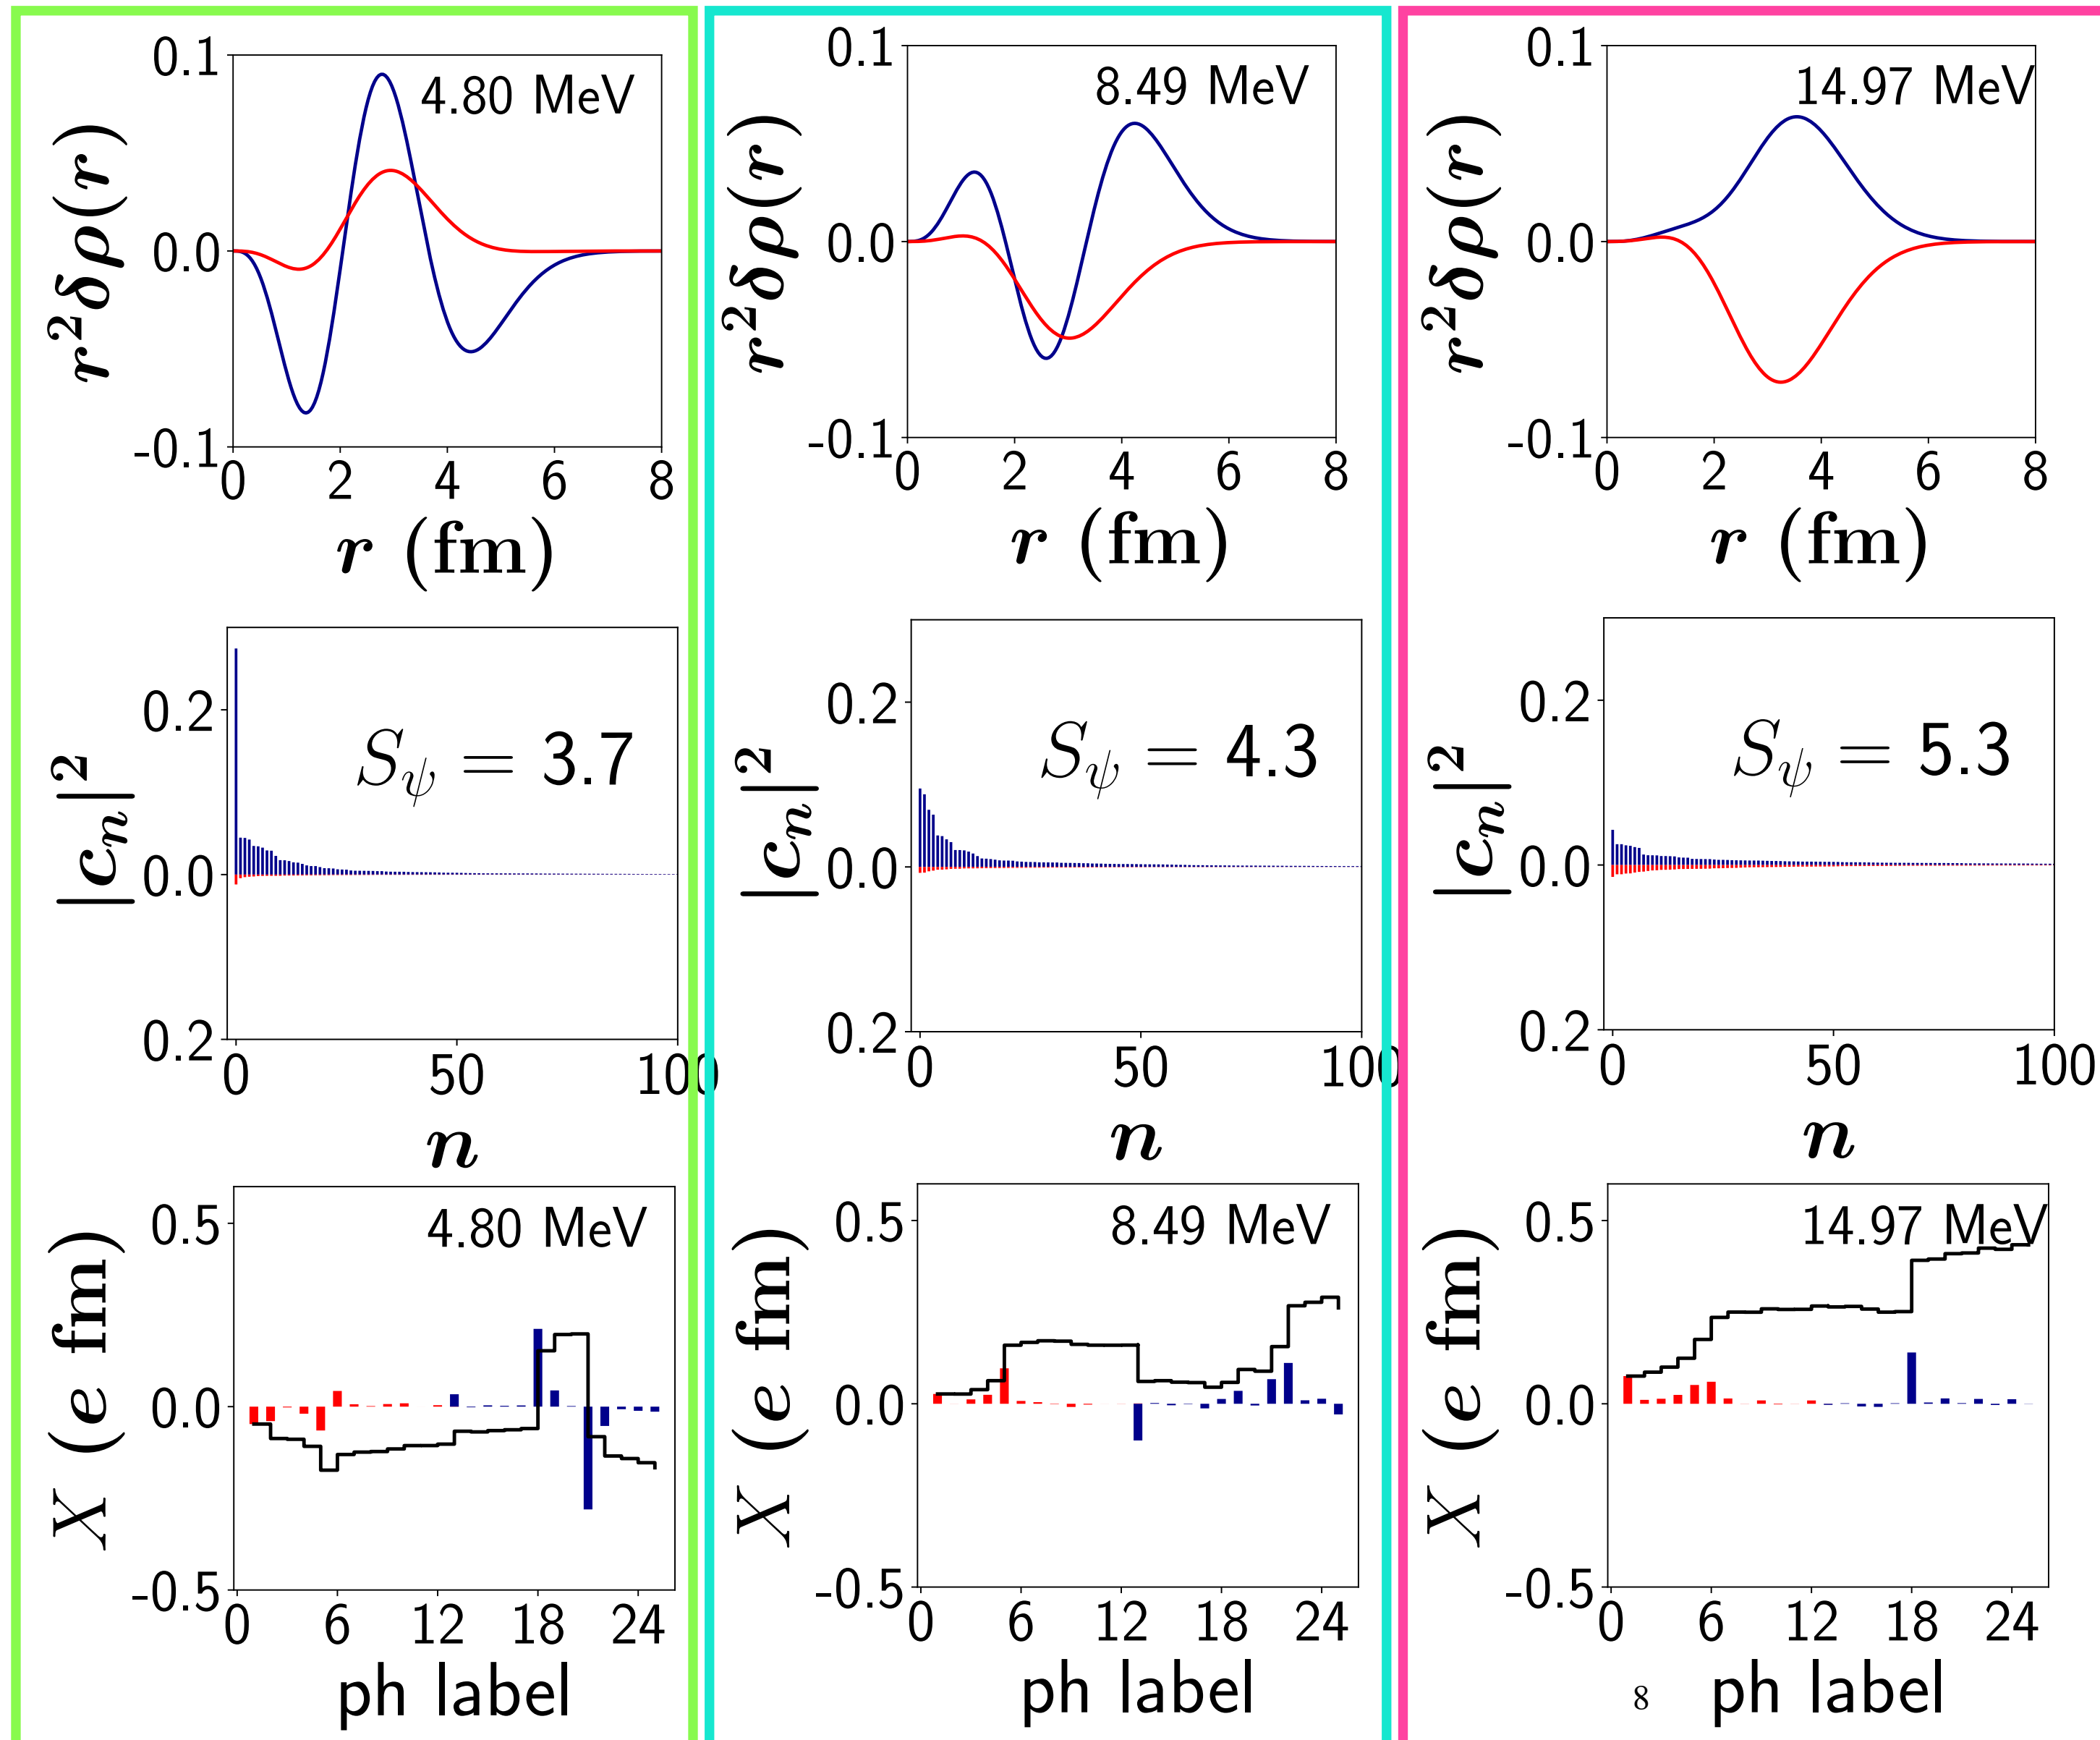 0.1
4.80 MeV
0.0
-0.1
0 2 4 6 8
r²δρ(r)
r (fm)
0.2
S_ψ = 3.7
0.0
0.2
0 50 100
|c_n|²
n
0.5
4.80 MeV
0.0
-0.5
0 6 12 18 24
X (e fm)
ph label
0.1
8.49 MeV
0.0
-0.1
0 2 4 6 8
r²δρ(r)
r (fm)
0.2
S_ψ = 4.3
0.0
0.2
0 50 100
|c_n|²
n
0.5
8.49 MeV
0.0
-0.5
0 6 12 18 24
X (e fm)
ph label
0.1
14.97 MeV
0.0
-0.1
0 2 4 6 8
r²δρ(r)
r (fm)
0.2
S_ψ = 5.3
0.0
0.2
0 50 100
|c_n|²
n
0.5
14.97 MeV
0.0
-0.5
0 6 12 18 24
X (e fm)
ph label
8